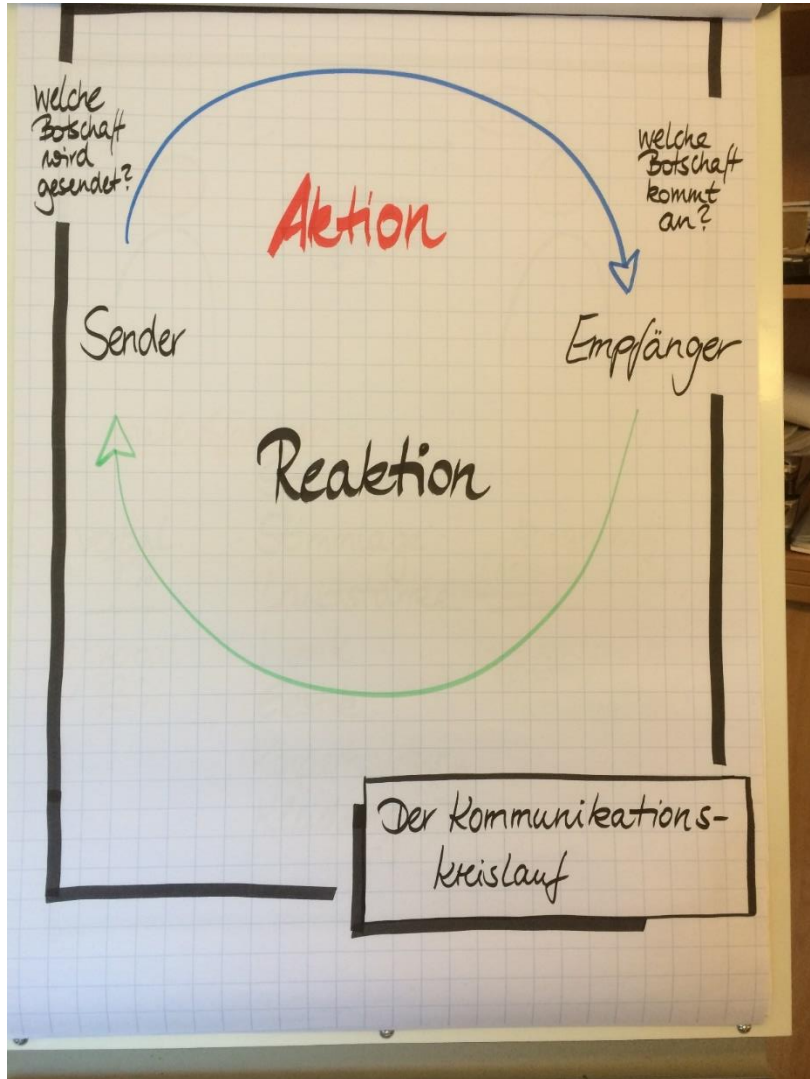 welche
Botschaft
wird
gesendet?
welche
Botschaft
kommt
an?
Aktion
Sender
Empfänger
Reaktion
Der Kommunikations-
kreislauf